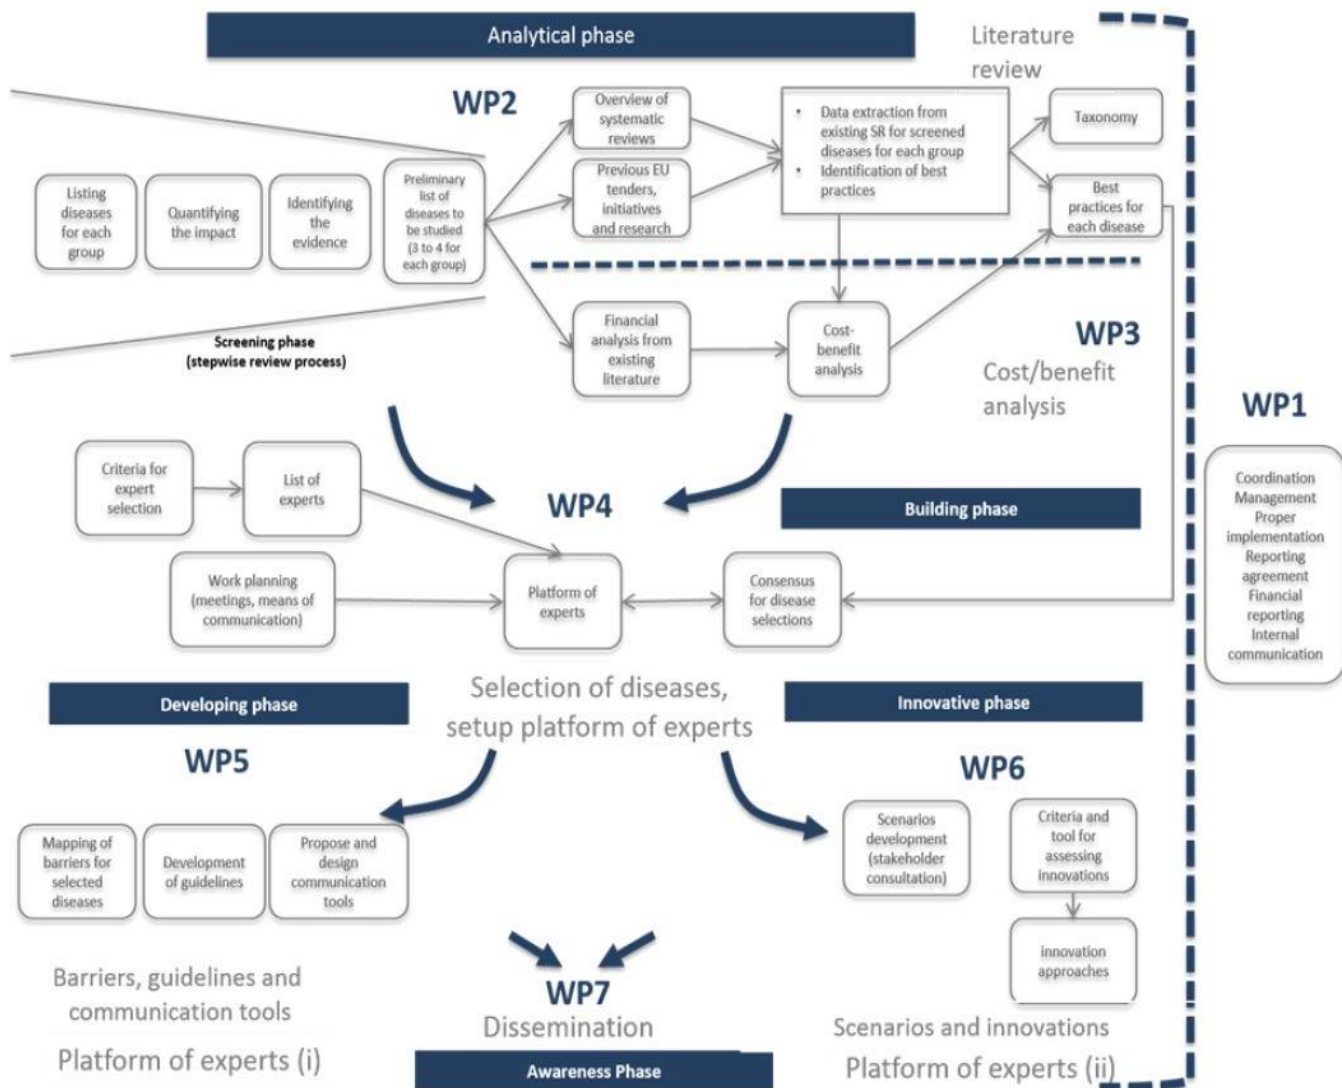 Analytical phase
Literature
review
WP2
Overview of
systematic
reviews
• Data extraction from
existing SR for screened
diseases for each group
• Identification of best
practices
Taxonomy
Listing
diseases
for each
group
Quantifying
the impact
Identifying
the
evidence
Preliminary
list of
diseases to
be studied
(3 to 4 for
each group)
Previous EU
tenders,
initiatives
and research
Best
practices for
each disease
Screening phase
(stepwise review process)
Financial
analysis from
existing
literature
Cost-
benefit
analysis
WP3
Cost/benefit
analysis
WP1
Coordination
Management
Proper
implementation
Reporting
agreement
Financial
reporting
Internal
communication
Criteria for
expert
selection
List of
experts
WP4
Building phase
Work planning
(meetings, means of
communication)
Platform of
experts
Consensus
for disease
selections
Developing phase
Selection of diseases,
setup platform of experts
Innovative phase
WP5
WP6
Mapping of
barriers for
selected
diseases
Development
of guidelines
Propose and
design
communication
tools
Scenarios
development
(stakeholder
consultation)
Criteria and
tool for
assessing
innovations
innovation
approaches
Barriers, guidelines and
communication tools
Platform of experts (i)
WP7
Dissemination
Awareness Phase
Scenarios and innovations
Platform of experts (ii)